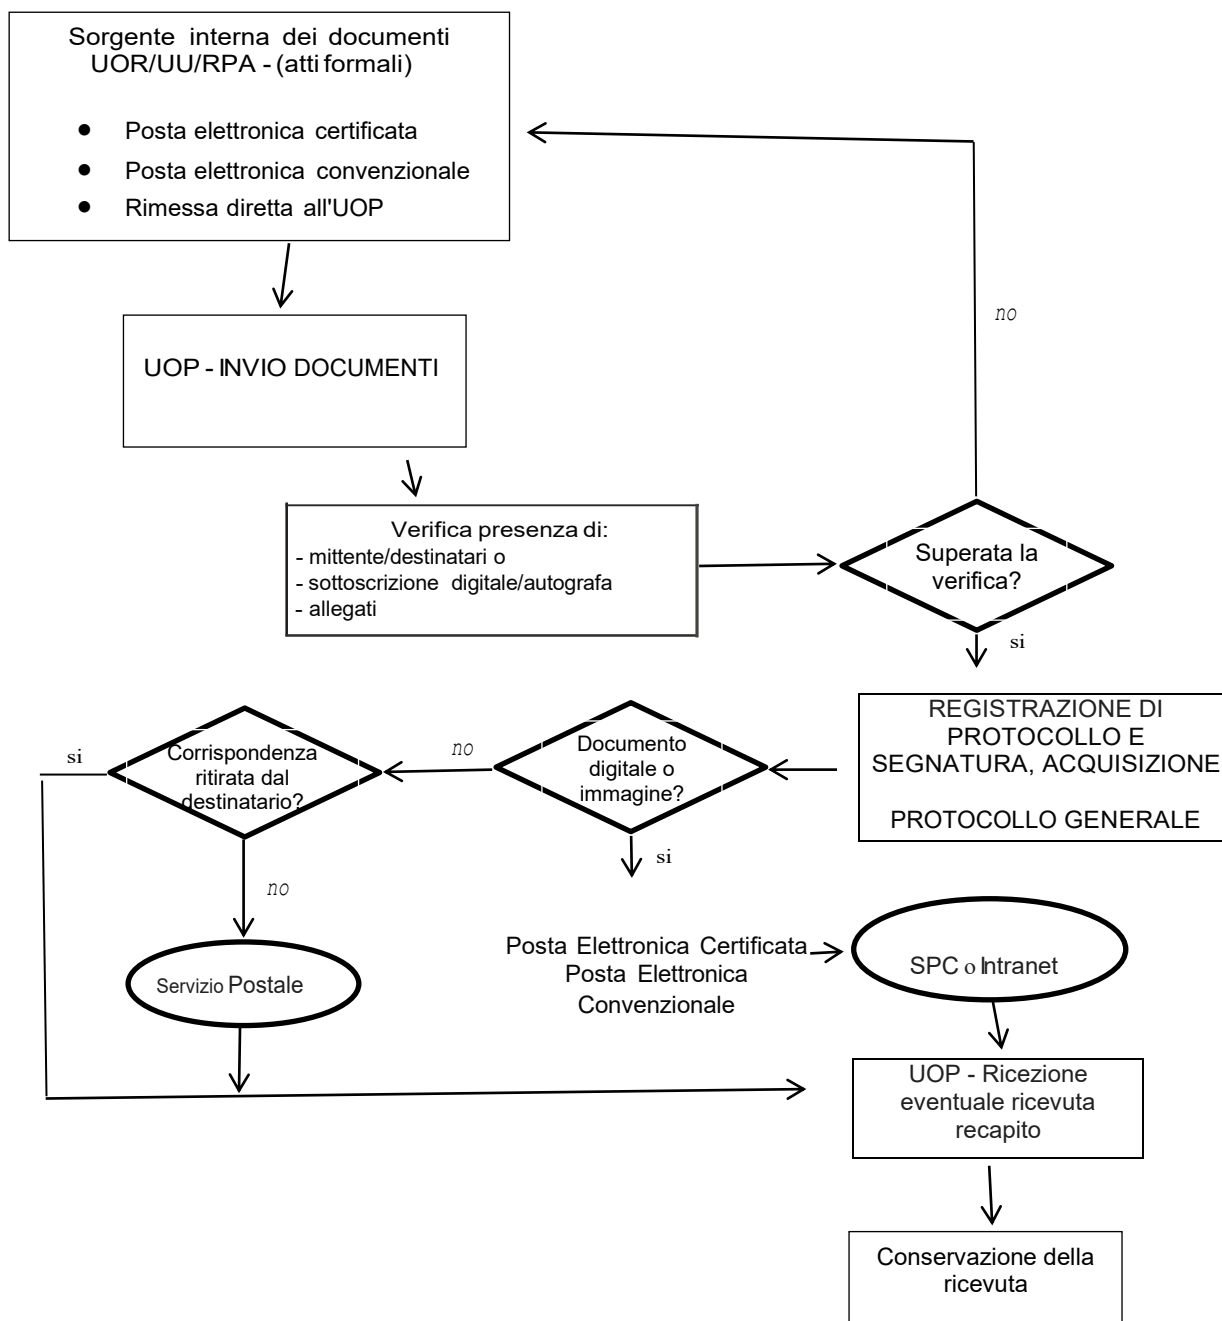 Sorgente interna dei documenti
UOR/UU/RPA - (atti formali)
● Posta elettronica certificata
● Posta elettronica convenzionale
● Rimessa diretta all'UOP
no
UOP - INVIO DOCUMENTI
Verifica presenza di:
- mittente/destinatari o
- sottoscrizione digitale/autografa
- allegati
Superata la
verifica?
si
REGISTRAZIONE DI
PROTOCOLLO E
SEGNATURA, ACQUISIZIONE
PROTOCOLLO GENERALE
Documento
digitale o
immagine?
no
si
Corrispondenza
ritirata dal
destinatario?
si
no
Servizio Postale
Posta Elettronica Certificata
Posta Elettronica
Convenzionale
SPC o Intranet
UOP - Ricezione
eventuale ricevuta
recapito
Conservazione della
ricevuta